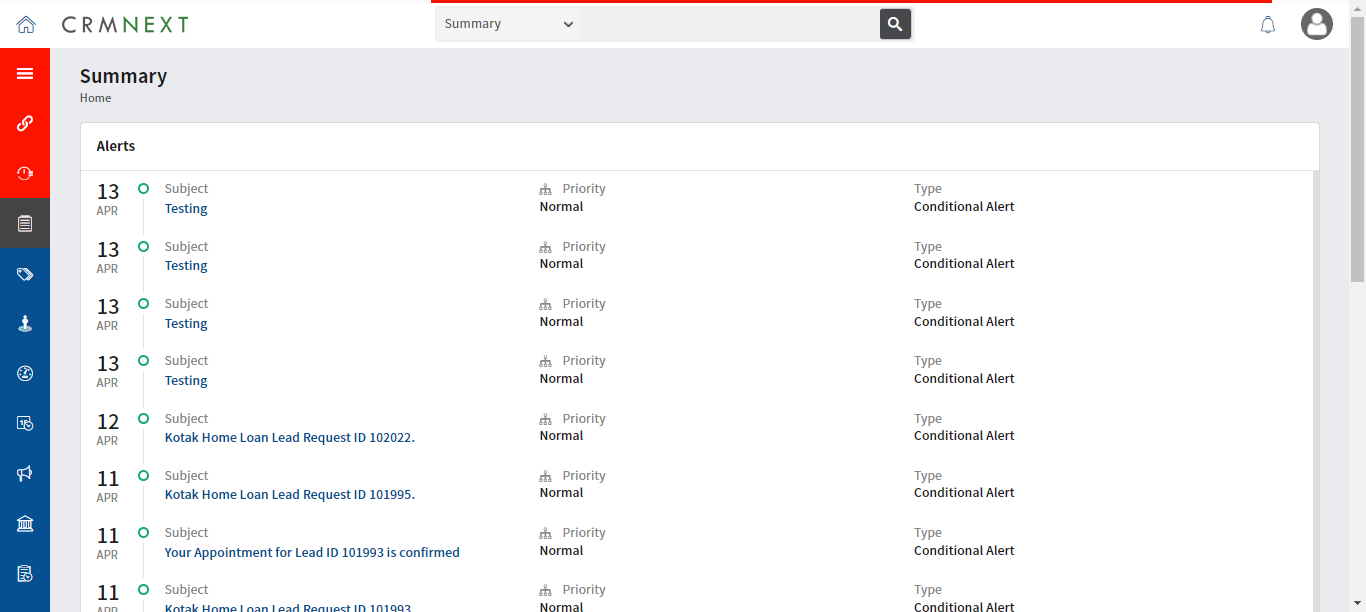 CRMNEXT
Summary
Summary
Home
Alerts
13 Subject Priority Type
APR Testing Normal Conditional Alert
13 Subject Priority Type
APR Testing Normal Conditional Alert
13 Subject Priority Type
APR Testing Normal Conditional Alert
13 Subject Priority Type
APR Testing Normal Conditional Alert
12 Subject Priority Type
APR Kotak Home Loan Lead Request ID 102022. Normal Conditional Alert
11 Subject Priority Type
APR Kotak Home Loan Lead Request ID 101995. Normal Conditional Alert
11 Subject Priority Type
APR Your Appointment for Lead ID 101993 is confirmed Normal Conditional Alert
11 Subject Priority Type
APR Kotak Home Loan Lead Request ID 101993 Normal Conditional Alert